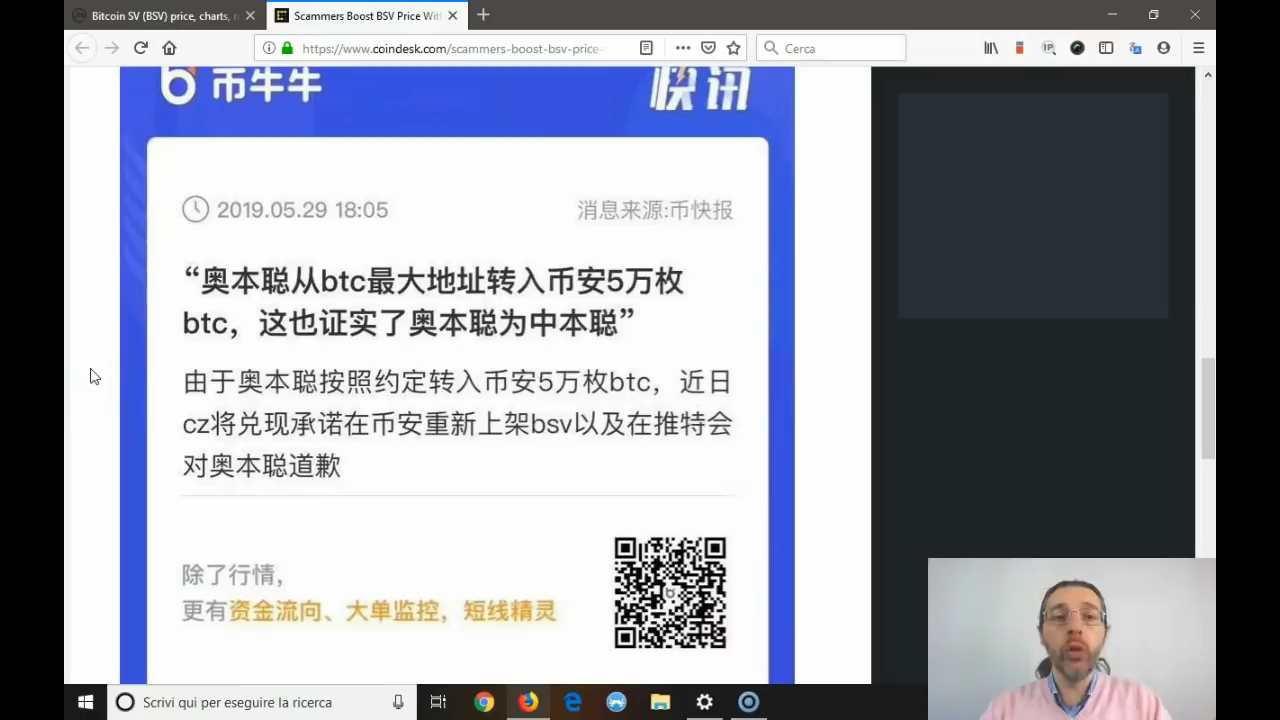 Bitcoin SV (BSV) price, charts,
Scammers Boost BSV Price Wit
https://www.coindesk.com/scammers-boost-bsv-price-
Cerca
币牛牛
快讯
2019.05.29 18:05
消息来源:币快报
“奥本聪从btc最大地址转入币安5万枚
btc，这也证实了奥本聪为中本聪”
由于奥本聪按照约定转入币安5万枚btc，近日
cz将兑现承诺在币安重新上架bsv以及在推特会
对奥本聪道歉
除了行情，
更有资金流向、大单监控，短线精灵
Scrivi qui per eseguire la ricerca